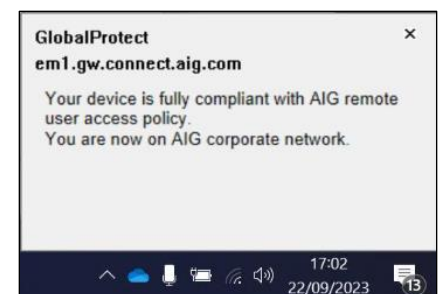 GlobalProtect
em1.gw.connect.aig.com
Your device is fully compliant with AIG remote
user access policy.
You are now on AIG corporate network.
17:02
22/09/2023
13